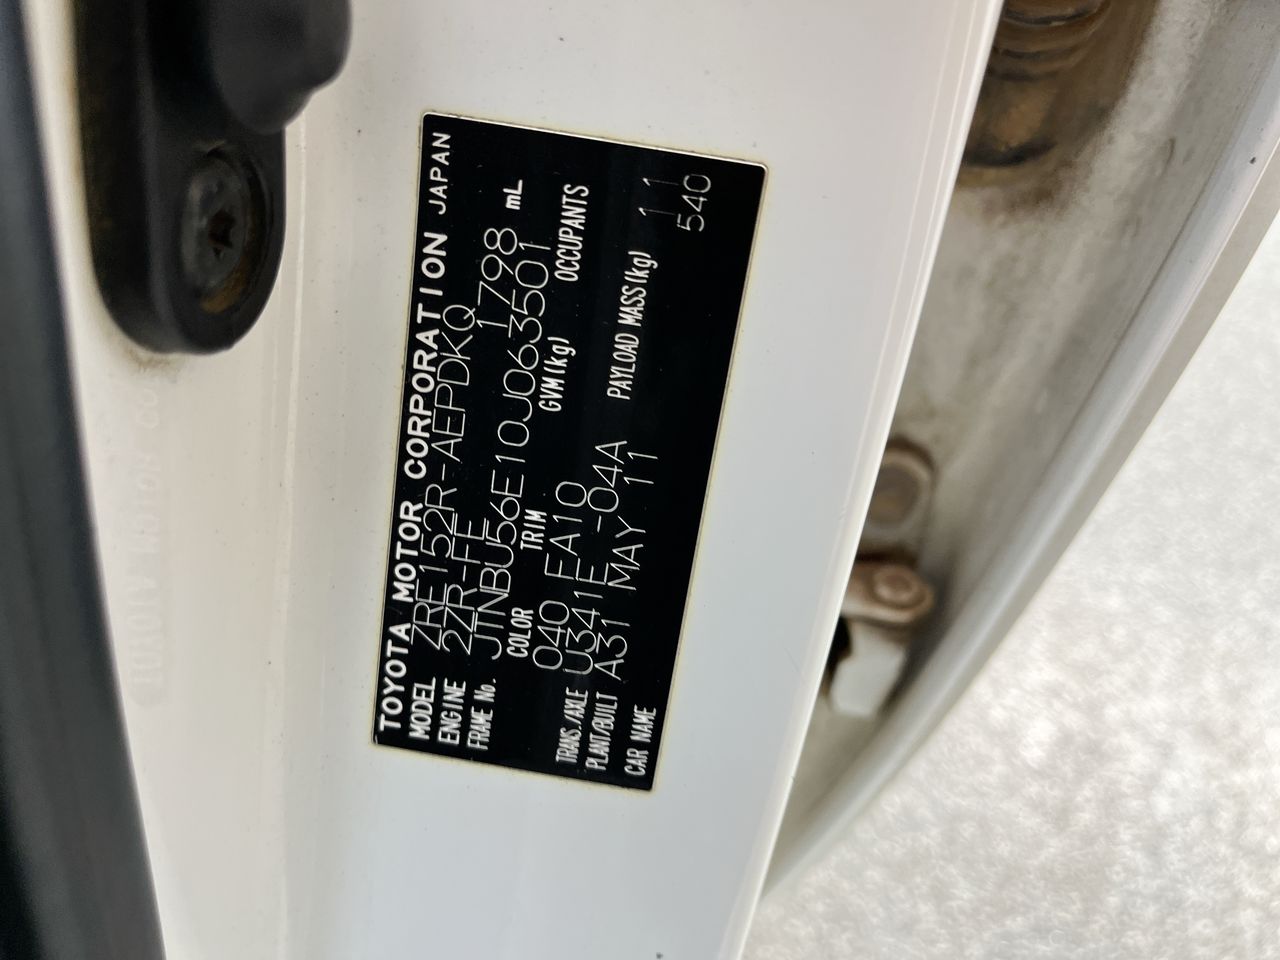 TOYOTA MOTOR CORPORATION JAPAN
MODEL ZRE152R-AEPDKQ
ENGINE 2ZR-FE 1798 mL
FRAME No. JTNBU56E10J063501
COLOR TRIM GVM(kg) OCCUPANTS
040 EA10
TRANS./AXLE U341E -04A
PLANT/BUILT A31 MAY 11 PAYLOAD MASS(kg) 11
CAR NAME 540